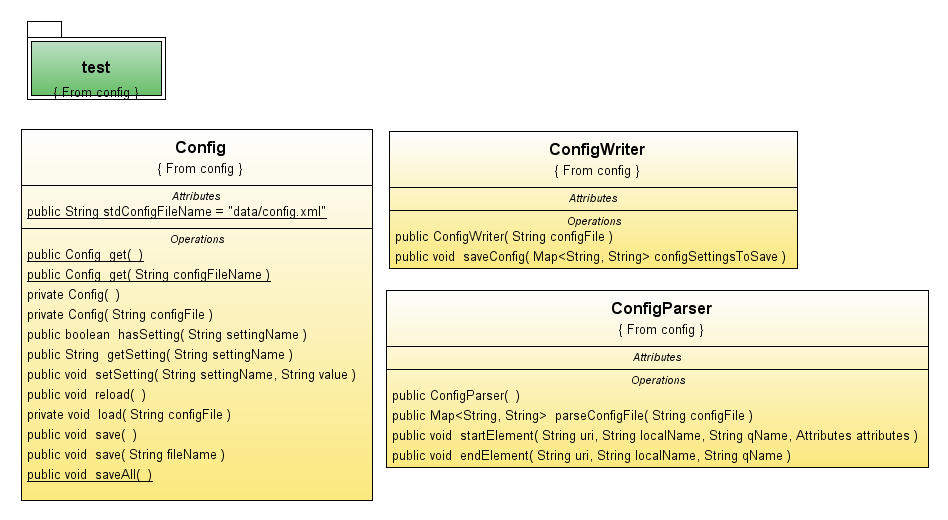 test
{ From config }
Config
{ From config }
Attributes
public String stdConfigFileName = "data/config.xml"
Operations
public Config get( )
public Config get( String configFileName )
private Config( )
private Config( String configFile )
public boolean hasSetting( String settingName )
public String getSetting( String settingName )
public void setSetting( String settingName, String value )
public void reload( )
private void load( String configFile )
public void save( )
public void save( String fileName )
public void saveAll( )
ConfigWriter
{ From config }
Attributes
Operations
public ConfigWriter( String configFile )
public void saveConfig( Map<String, String> configSettingsToSave )
ConfigParser
{ From config }
Attributes
Operations
public ConfigParser( )
public Map<String, String> parseConfigFile( String configFile )
public void startElement( String uri, String localName, String qName, Attributes attributes )
public void endElement( String uri, String localName, String qName )